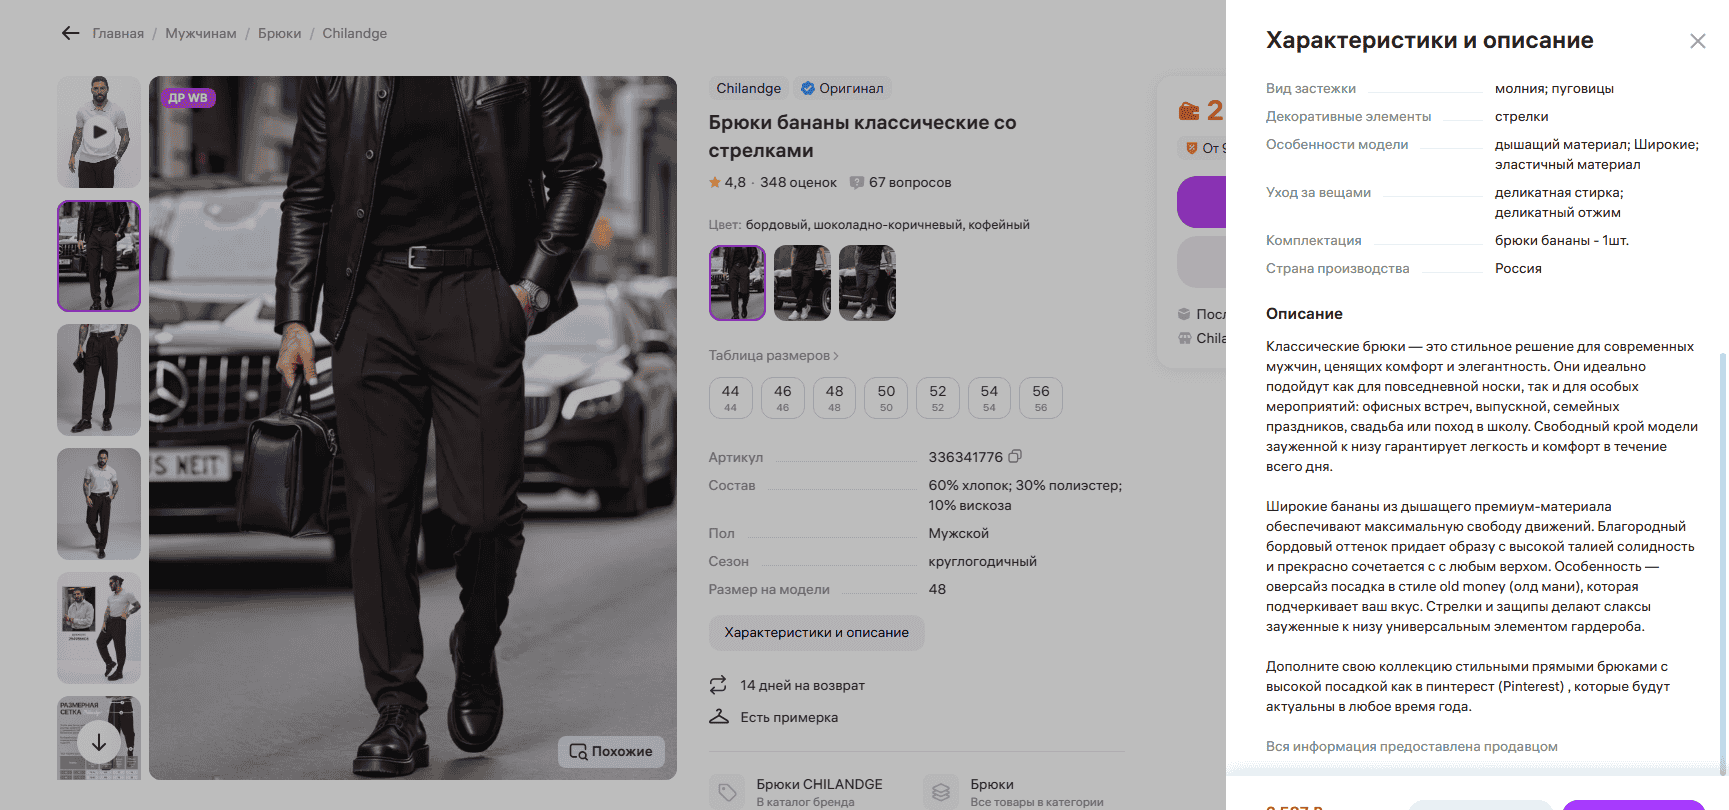 Главная / Мужчинам / Брюки / Chilandge
ДР WB
S NEIT
Похожие
РАЗМЕРНАЯ
СЕТКА
Chilandge
Оригинал
Брюки бананы классические со
стрелками
4,8 · 348 оценок
67 вопросов
Цвет: бордовый, шоколадно-коричневый, кофейный
Таблица размеров
44 46 48 50 52 54 56
44 46 48 50 52 54 56
Артикул 336341776
Состав 60% хлопок; 30% полиэстер;
10% вискоза
Пол Мужской
Сезон круглогодичный
Размер на модели 48
Характеристики и описание
14 дней на возврат
Есть примерка
Брюки CHILANDGE
В каталог бренда
Брюки
Все товары в категории
2
От 9
Посл
Chila
Характеристики и описание
Вид застежки молния; пуговицы
Декоративные элементы стрелки
Особенности модели дышащий материал; Широкие;
эластичный материал
Уход за вещами деликатная стирка;
деликатный отжим
Комплектация брюки бананы - 1шт.
Страна производства Россия
Описание
Классические брюки — это стильное решение для современных
мужчин, ценящих комфорт и элегантность. Они идеально
подойдут как для повседневной носки, так и для особых
мероприятий: офисных встреч, выпускной, семейных
праздников, свадьба или поход в школу. Свободный крой модели
зауженной к низу гарантирует легкость и комфорт в течение
всего дня.
Широкие бананы из дышащего премиум-материала
обеспечивают максимальную свободу движений. Благородный
бордовый оттенок придает образу с высокой талией солидность
и прекрасно сочетается с с любым верхом. Особенность —
оверсайз посадка в стиле old money (олд мани), которая
подчеркивает ваш вкус. Стрелки и защипы делают слаксы
зауженные к низу универсальным элементом гардероба.
Дополните свою коллекцию стильными прямыми брюками с
высокой посадкой как в пинтерест (Pinterest) , которые будут
актуальны в любое время года.
Вся информация предоставлена продавцом